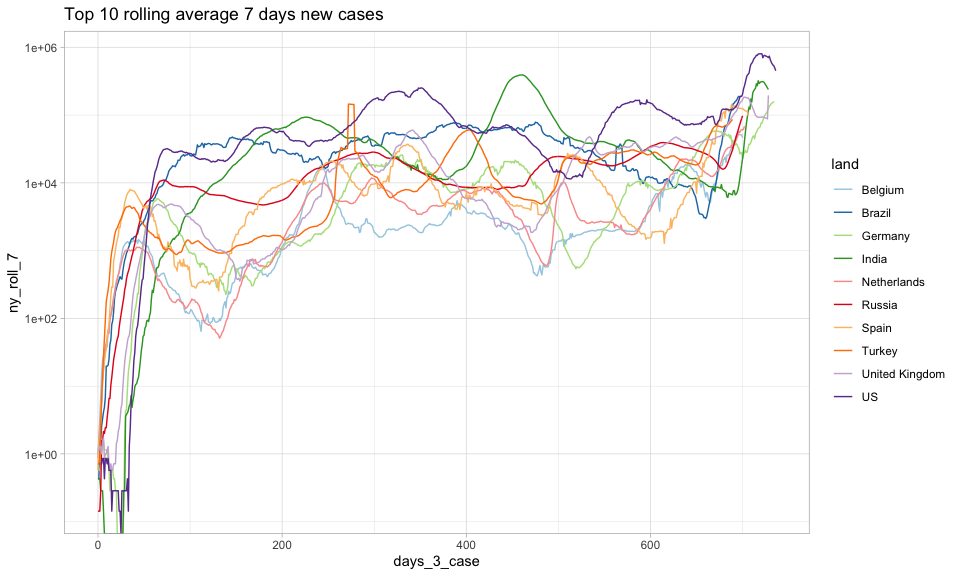 Top 10 rolling average 7 days new cases
1e+06
1e+04
1e+02
1e+00
ny_roll_7
0
200
400
600
days_3_case
land
Belgium
Brazil
Germany
India
Netherlands
Russia
Spain
Turkey
United Kingdom
US